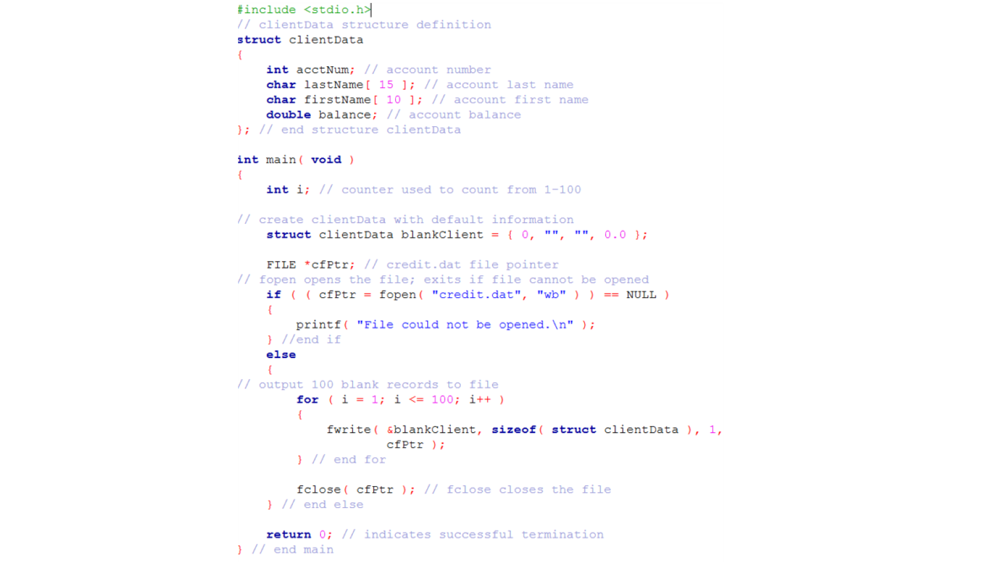 #include <stdio.h>
// clientData structure definition
struct clientData
{
    int acctNum; // account number
    char lastName[ 15 ]; // account last name
    char firstName[ 10 ]; // account first name
    double balance; // account balance
}; // end structure clientData

int main( void )
{
    int i; // counter used to count from 1-100

// create clientData with default information
    struct clientData blankClient = { 0, "", "", 0.0 };

    FILE *cfPtr; // credit.dat file pointer
// fopen opens the file; exits if file cannot be opened
    if ( ( cfPtr = fopen( "credit.dat", "wb" ) ) == NULL )
    {
        printf( "File could not be opened.\n" );
    } //end if
    else
    {
// output 100 blank records to file
        for ( i = 1; i <= 100; i++ )
        {
            fwrite( &blankClient, sizeof( struct clientData ), 1,
                    cfPtr );
        } // end for

        fclose( cfPtr ); // fclose closes the file
    } // end else

    return 0; // indicates successful termination
} // end main